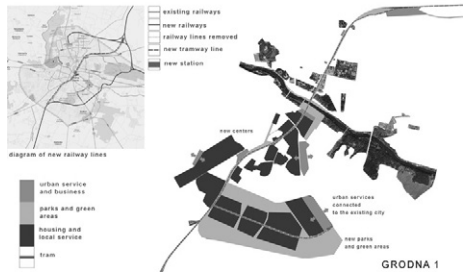 existing railways
new railways
railway lines removed
new tramway line
new station
diagram of new railway lines
new centers
urban service
and business
parks and green
areas
housing and
local service
tram
urban services
connected
to the existing city
new parks
and green areas
GRODNA 1